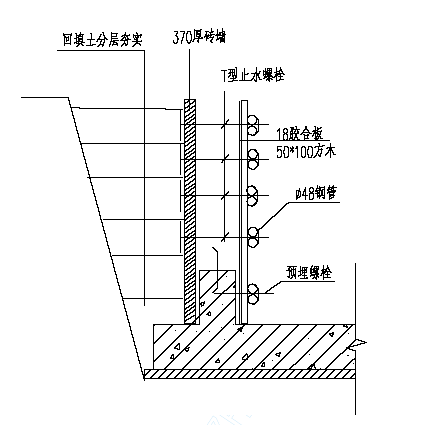 回填土分层夯实
370厚砖墙
T型止水螺栓
18胶合板
50*100方木
ø48钢管
预埋螺栓